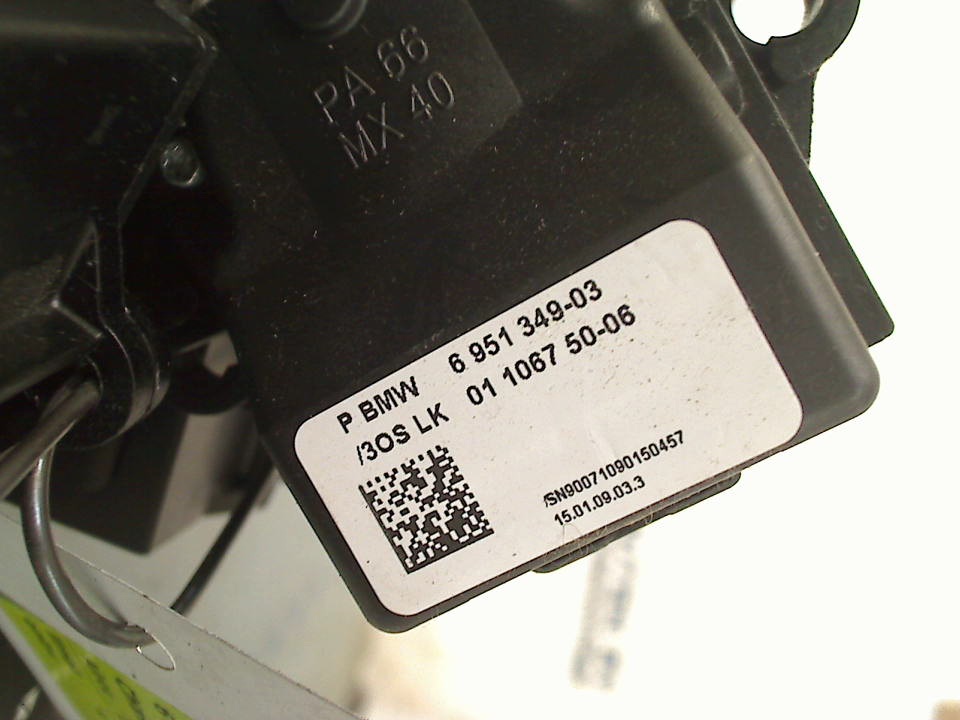 PA 66
MX 40
P BMW 6 951 349-03
/3OS LK 01 1067 50-06
/SN90071090150457
15.01.09.03.3